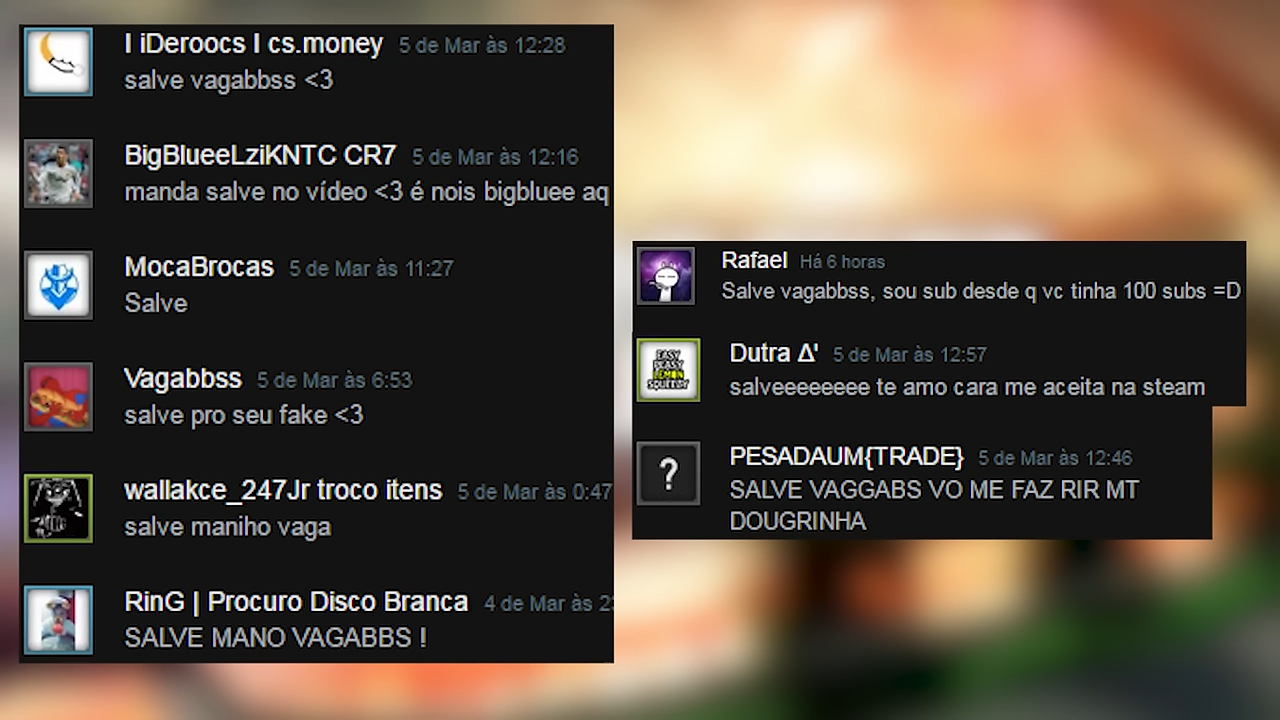 I iDeroocs I cs.money 5 de Mar às 12:28
salve vagabbss <3
BigBlueeLziKNTC CR7 5 de Mar às 12:16
manda salve no vídeo <3 é nois bigbluee aq
MocaBrocas 5 de Mar às 11:27
Salve
Vagabbss 5 de Mar às 6:53
salve pro seu fake <3
wallakce_247Jr troco itens 5 de Mar às 0:47
salve maniho vaga
RinG | Procuro Disco Branca 4 de Mar às
SALVE MANO VAGABBS !
Rafael Há 6 horas
Salve vagabbss, sou sub desde q vc tinha 100 subs =D
EASY
PEASY
LEMON
SQUEEZY
Dutra Δ' 5 de Mar às 12:57
salveeeeeeee te amo cara me aceita na steam
?
PESADAUM{TRADE} 5 de Mar às 12:46
SALVE VAGGABS VO ME FAZ RIR MT
DOUGRINHA